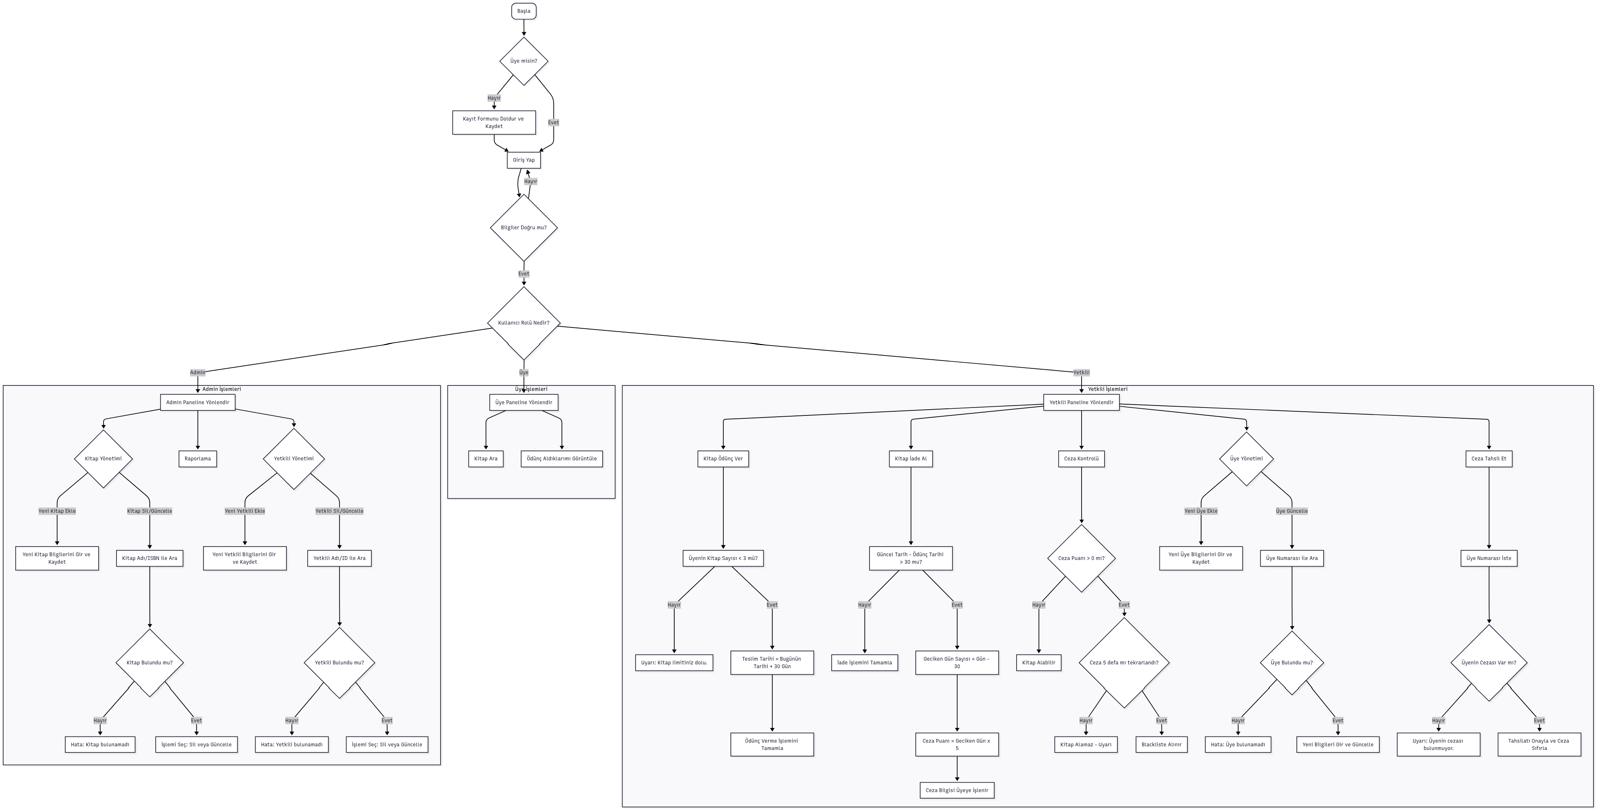 Başla
Üye misin?
Hayır
Kayıt Formunu Doldur ve
Kaydet
Evet
Giriş Yap
Hayır
Bilgiler Doğru mu?
Evet
Kullanıcı Rolü Nedir?
Admin
Üye
Yetkili
Admin İşlemleri
Admin Paneline Yönlendir
Kitap Yönetimi
Raporlama
Yetkili Yönetimi
Yeni Kitap Ekle
Kitap Sil/Güncelle
Yeni Yetkili Ekle
Yetkili Sil/Güncelle
Yeni Kitap Bilgilerini Gir ve
Kaydet
Kitap Adı/ISBN ile Ara
Yeni Yetkili Bilgilerini Gir
ve Kaydet
Yetkili Adı/ID ile Ara
Kitap Bulundu mu?
Yetkili Bulundu mu?
Hayır
Evet
Hayır
Evet
Hata: Kitap bulunamadı
İşlemi Seç: Sil veya Güncelle
Hata: Yetkili bulunamadı
İşlemi Seç: Sil veya Güncelle
Üye İşlemleri
Üye Paneline Yönlendir
Kitap Ara
Ödünç Aldıklarımı Görüntüle
Yetkili İşlemleri
Yetkili Paneline Yönlendir
Kitap Ödünç Ver
Kitap İade Al
Ceza Kontrolü
Üye Yönetimi
Ceza Tahsil Et
Yeni Üye Ekle
Üye Güncelle
Üyenin Kitap Sayısı < 3 mü?
Güncel Tarih - Ödünç Tarihi
> 30 mu?
Ceza Puanı > 0 mı?
Yeni Üye Bilgilerini Gir ve
Kaydet
Üye Numarası ile Ara
Üye Numarası İste
Hayır
Evet
Hayır
Evet
Hayır
Evet
Uyarı: Kitap limitiniz dolu.
Teslim Tarihi = Bugünün
Tarihi + 30 Gün
İade İşlemini Tamamla
Geciken Gün Sayısı = Gün -
30
Kitap Alabilir
Ceza 5 defa mı tekrarlandı?
Üye Bulundu mu?
Üyenin Cezası Var mı?
Hayır
Evet
Hayır
Evet
Hayır
Evet
Ödünç Verme İşlemini
Tamamla
Ceza Puanı = Geciken Gün x
5
Kitap Alamaz - Uyarı
Blackliste Alınır
Hata: Üye bulunamadı
Yeni Bilgileri Gir ve Güncelle
Uyarı: Üyenin cezası
bulunmuyor.
Tahsilatı Onayla ve Ceza
Sıfırla
Ceza Bilgisi Üyeye İşlenir